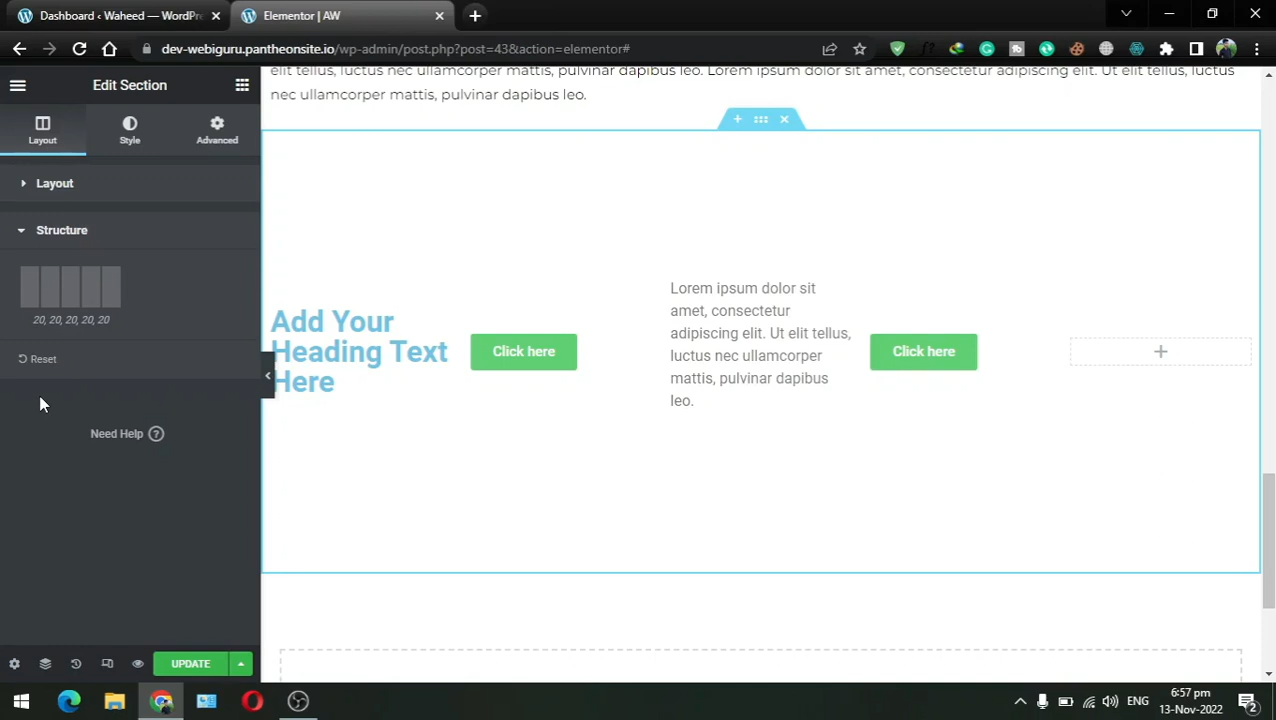 Dashboard ‹ Waheed — WordPr
Elementor | AW
dev-webiguru.pantheonsite.io/wp-admin/post.php?post=43&action=elementor#
Edit Section
Layout
Style
Advanced
Layout
Structure
20, 20, 20, 20, 20
Reset
Need Help
UPDATE
elit tellus, luctus nec ullamcorper mattis, pulvinar dapibus leo. Lorem ipsum dolor sit amet, consectetur adipiscing elit. Ut elit tellus, luctus
nec ullamcorper mattis, pulvinar dapibus leo.
Add Your
Heading Text
Here
Click here
Lorem ipsum dolor sit
amet, consectetur
adipiscing elit. Ut elit tellus,
luctus nec ullamcorper
mattis, pulvinar dapibus
leo.
Click here
ENG
6:57 pm
13-Nov-2022
2